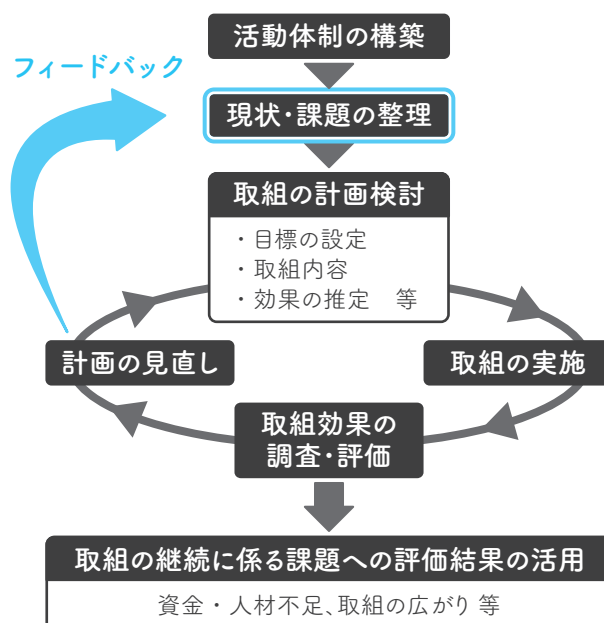 活動体制の構築
フィードバック
現状・課題の整理
取組の計画検討
・目標の設定
・取組内容
・効果の推定　等
計画の見直し
取組の実施
取組効果の
調査・評価
取組の継続に係る課題への評価結果の活用
資金・人材不足、取組の広がり 等